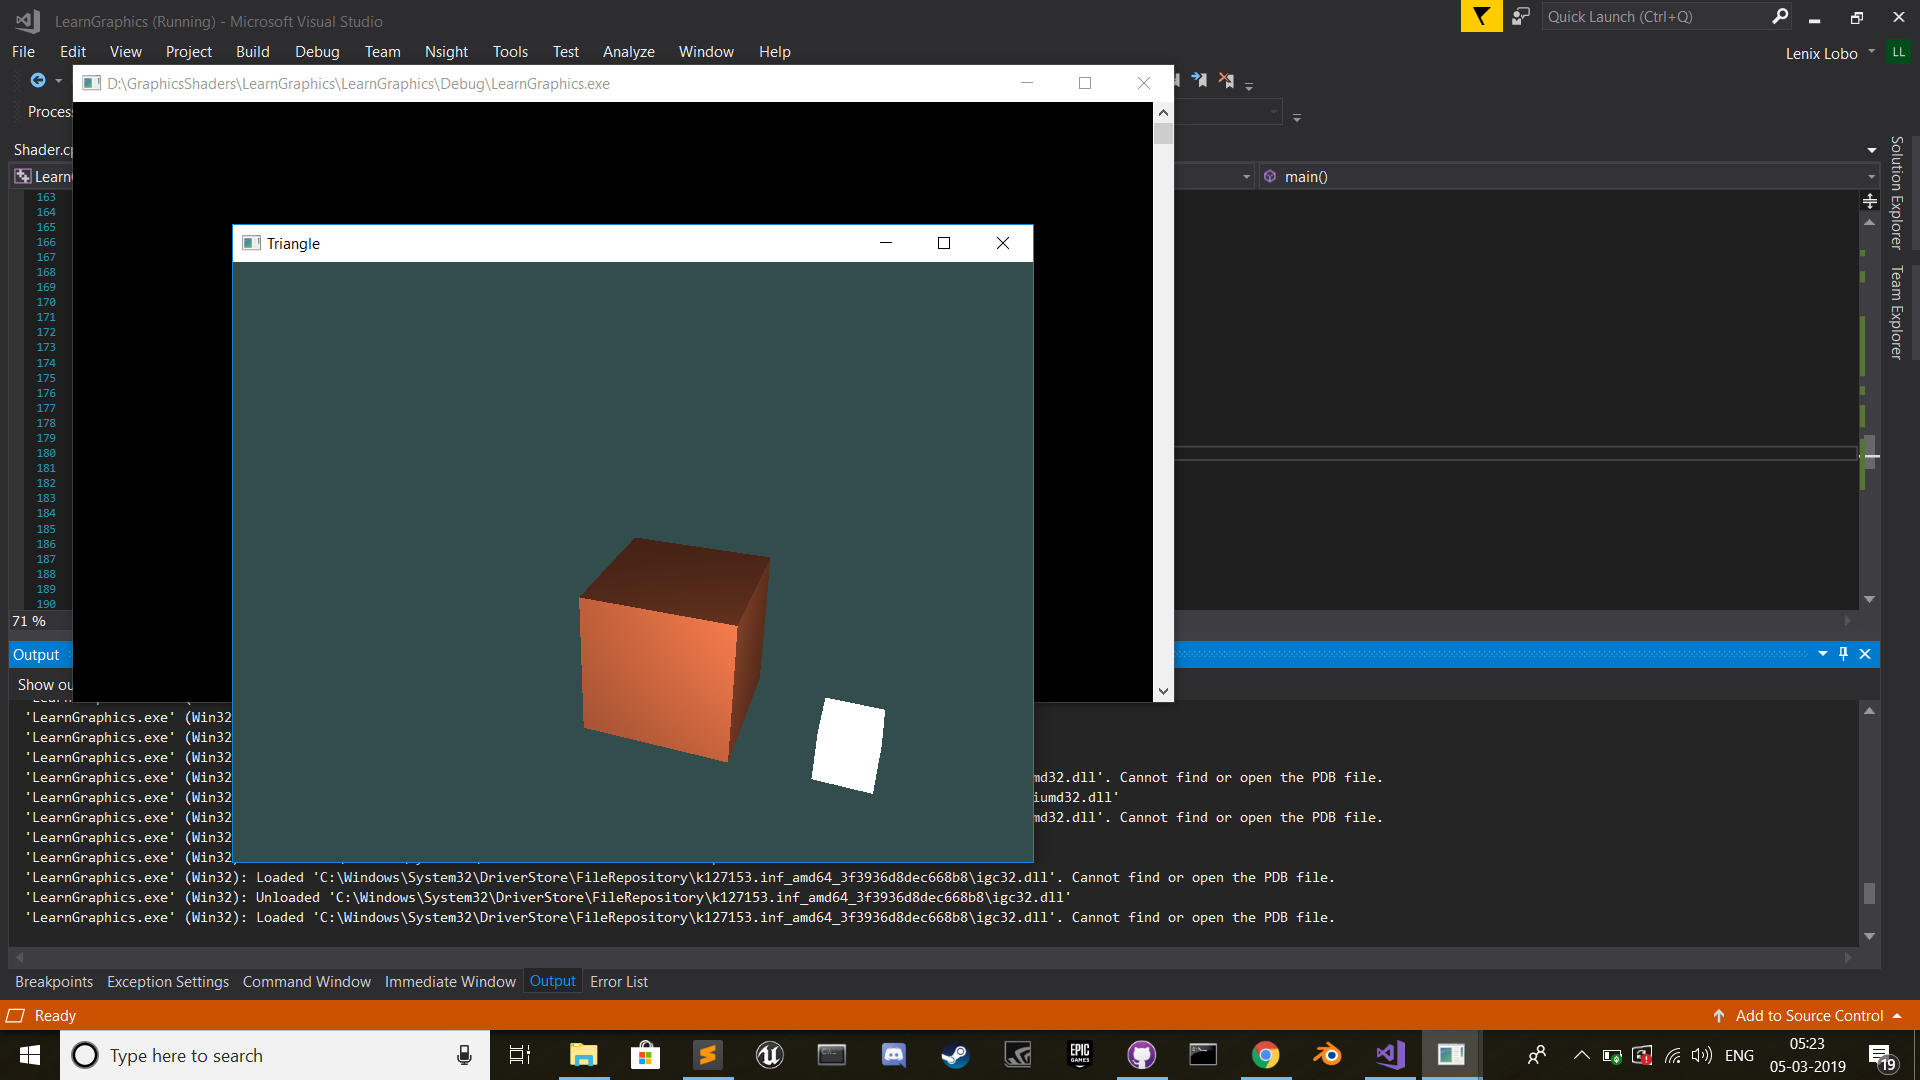 LearnGraphics (Running) - Microsoft Visual Studio
Quick Launch (Ctrl+Q)
File Edit View Project Build Debug Team Nsight Tools Test Analyze Window Help
Lenix Lobo LL
D:\GraphicsShaders\LearnGraphics\LearnGraphics\Debug\LearnGraphics.exe
Process
Shader.cp
Learn
main()
Solution Explorer
Team Explorer
163
164
165
166
167
168
169
170
171
172
173
174
175
176
177
178
179
180
181
182
183
184
185
186
187
188
189
190
Triangle
71 %
Output
Show ou
'LearnGraphics.exe' (Win32
'LearnGraphics.exe' (Win32
'LearnGraphics.exe' (Win32
'LearnGraphics.exe' (Win32 md32.dll'. Cannot find or open the PDB file.
'LearnGraphics.exe' (Win32 iumd32.dll'
'LearnGraphics.exe' (Win32 md32.dll'. Cannot find or open the PDB file.
'LearnGraphics.exe' (Win32
'LearnGraphics.exe' (Win32)
'LearnGraphics.exe' (Win32): Loaded 'C:\Windows\System32\DriverStore\FileRepository\k127153.inf_amd64_3f3936d8dec668b8\igc32.dll'. Cannot find or open the PDB file.
'LearnGraphics.exe' (Win32): Unloaded 'C:\Windows\System32\DriverStore\FileRepository\k127153.inf_amd64_3f3936d8dec668b8\igc32.dll'
'LearnGraphics.exe' (Win32): Loaded 'C:\Windows\System32\DriverStore\FileRepository\k127153.inf_amd64_3f3936d8dec668b8\igc32.dll'. Cannot find or open the PDB file.
Breakpoints Exception Settings Command Window Immediate Window Output Error List
Ready
Add to Source Control
Type here to search
EPIC GAMES
ENG
05:23
05-03-2019
19